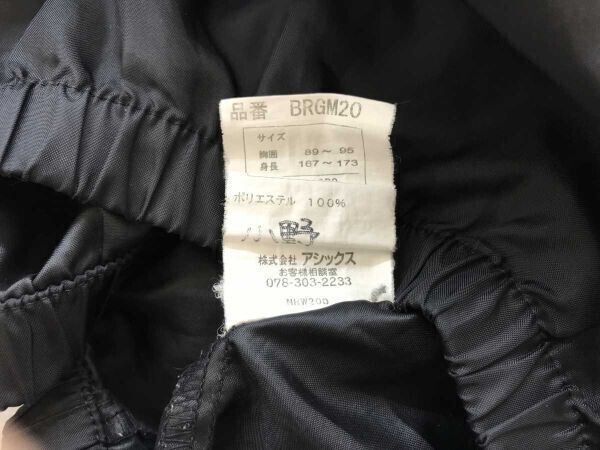 品番 BRGM20
サイズ
胸囲 89～95
身長 167～173
ポリエステル 100%
小野
株式会社 アシックス
お客様相談室
078-303-2233